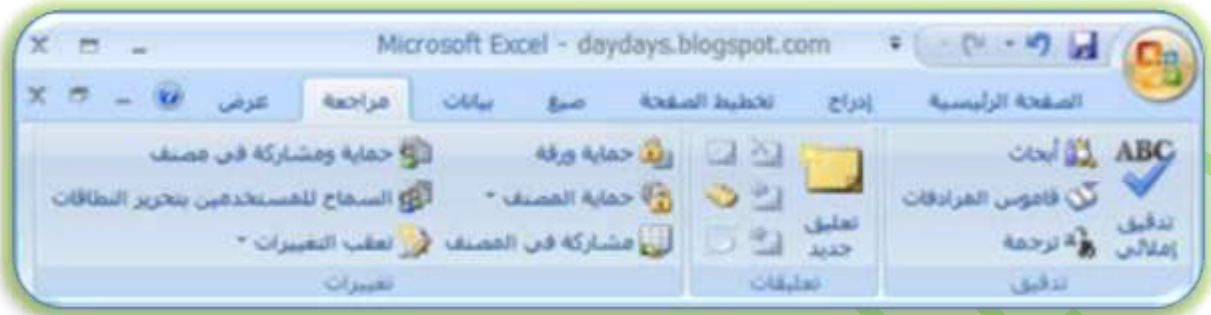 Microsoft Excel - daydays.blogspot.com
الصفحة الرئيسية إدراج تخطيط الصفحة صيغ بيانات مراجعة عرض
ABC أبحاث حماية ورقة حماية ومشاركة في مصنف
قاموس المرادفات حماية المصنف السماح للمستخدمين بتحرير النطاقات
تدقيق إملائي ترجمة تعليق جديد مشاركة في المصنف تعقب التغييرات
تدقيق تعليقات تغييرات